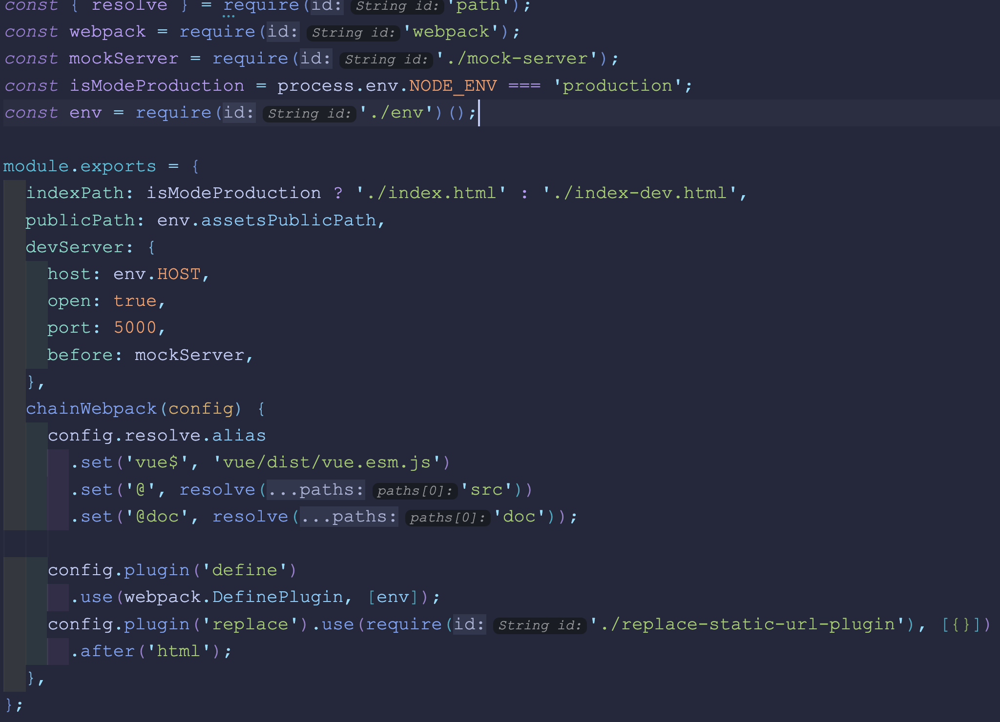 const { resolve } = require(id: String id: 'path');
const webpack = require(id: String id: 'webpack');
const mockServer = require(id: String id: './mock-server');
const isModeProduction = process.env.NODE_ENV === 'production';
const env = require(id: String id: './env')();
module.exports = {
indexPath: isModeProduction ? './index.html' : './index-dev.html',
publicPath: env.assetsPublicPath,
devServer: {
host: env.HOST,
open: true,
port: 5000,
before: mockServer,
},
chainWebpack(config) {
config.resolve.alias
.set('vue$', 'vue/dist/vue.esm.js')
.set('@', resolve(...paths: paths[0]: 'src'))
.set('@doc', resolve(...paths: paths[0]: 'doc'));
config.plugin('define')
.use(webpack.DefinePlugin, [env]);
config.plugin('replace').use(require(id: String id: './replace-static-url-plugin'), [{}])
.after('html');
},
};